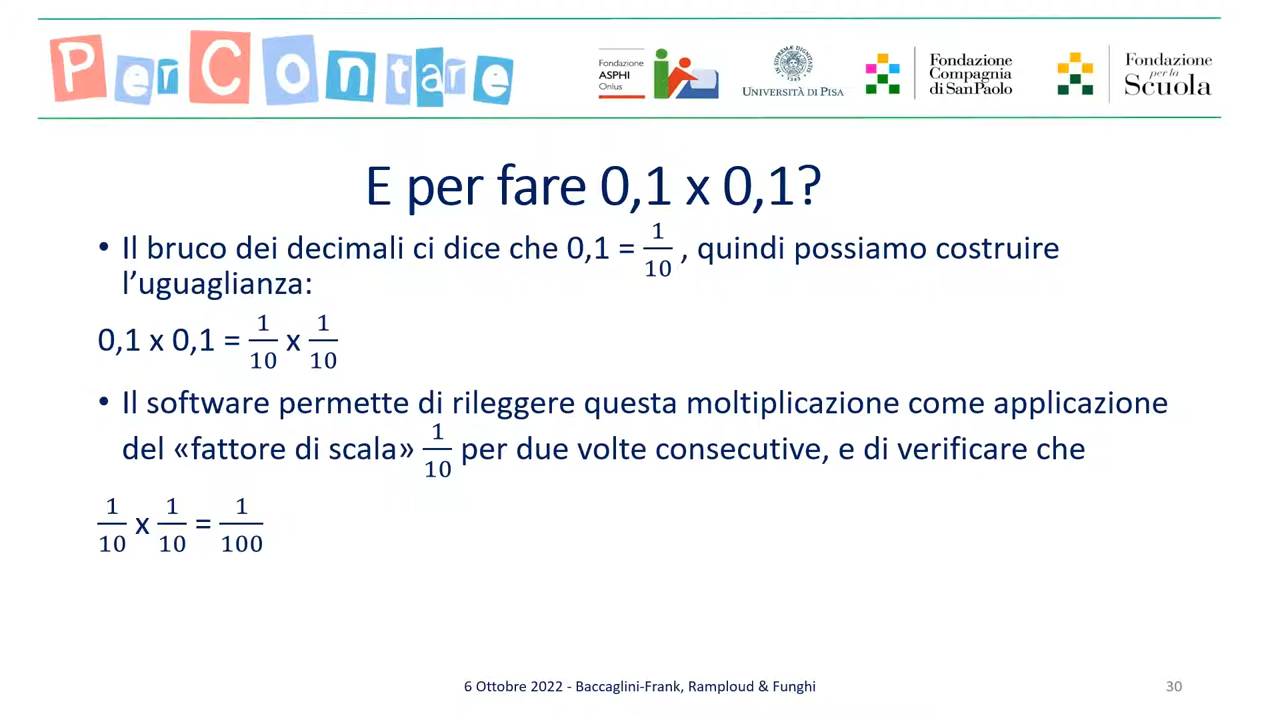 PerContare
Fondazione
ASPHI
Onlus
UNIVERSITÀ DI PISA
Fondazione
Compagnia
di San Paolo
Fondazione
per la
Scuola
E per fare 0,1 x 0,1?
• Il bruco dei decimali ci dice che 0,1 = 1/10 , quindi possiamo costruire
l’uguaglianza:
0,1 x 0,1 = 1/10 x 1/10
• Il software permette di rileggere questa moltiplicazione come applicazione
del «fattore di scala» 1/10 per due volte consecutive, e di verificare che
1/10 x 1/10 = 1/100
6 Ottobre 2022 - Baccaglini-Frank, Ramploud & Funghi
30